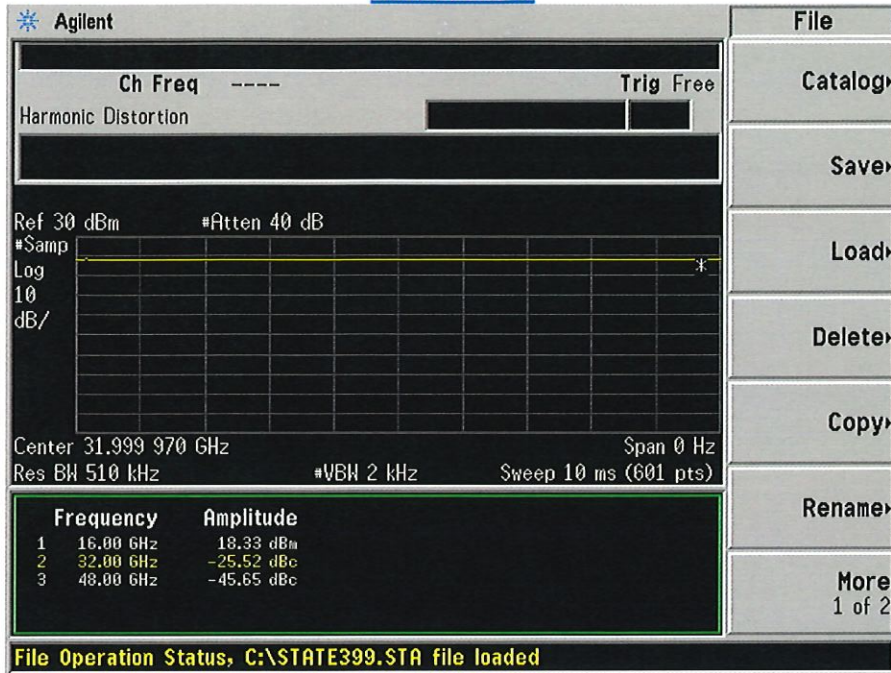 Agilent
File
Ch Freq ----
Trig Free
Harmonic Distortion
Ref 30 dBm #Atten 40 dB
#Samp
Log
10
dB/
Center 31.999 970 GHz Span 0 Hz
Res BW 510 kHz #VBW 2 kHz Sweep 10 ms (601 pts)
Frequency Amplitude
1 16.00 GHz 18.33 dBm
2 32.00 GHz -25.52 dBc
3 48.00 GHz -45.65 dBc
File Operation Status, C:\STATE399.STA file loaded
Catalog
Save
Load
Delete
Copy
Rename
More
1 of 2